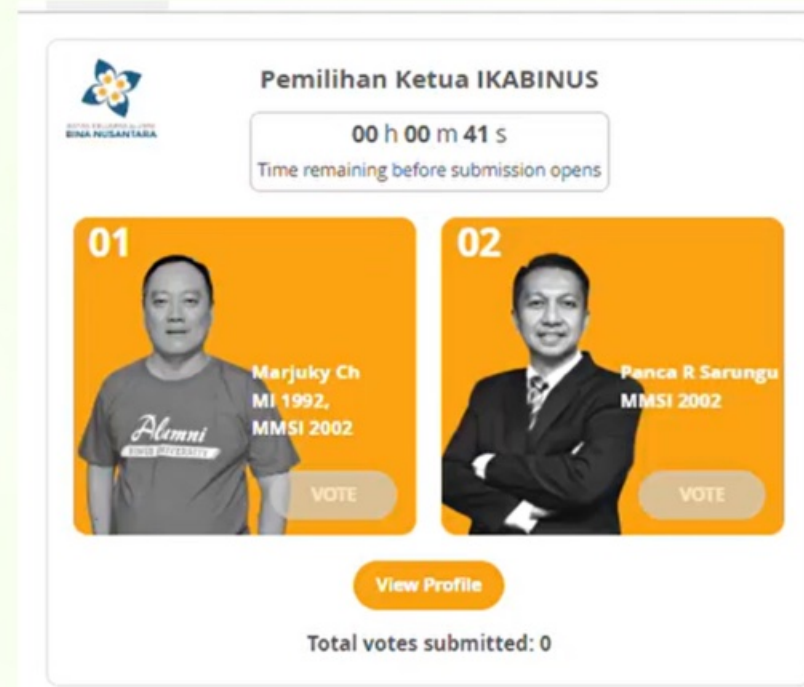 Pemilihan Ketua IKABINUS
BINA NUSANTARA
00 h 00 m 41 s
Time remaining before submission opens
01
Marjuky Ch
MI 1992,
MMSI 2002
Alumni
VOTE
02
Panca R Sarungu
MMSI 2002
VOTE
View Profile
Total votes submitted: 0